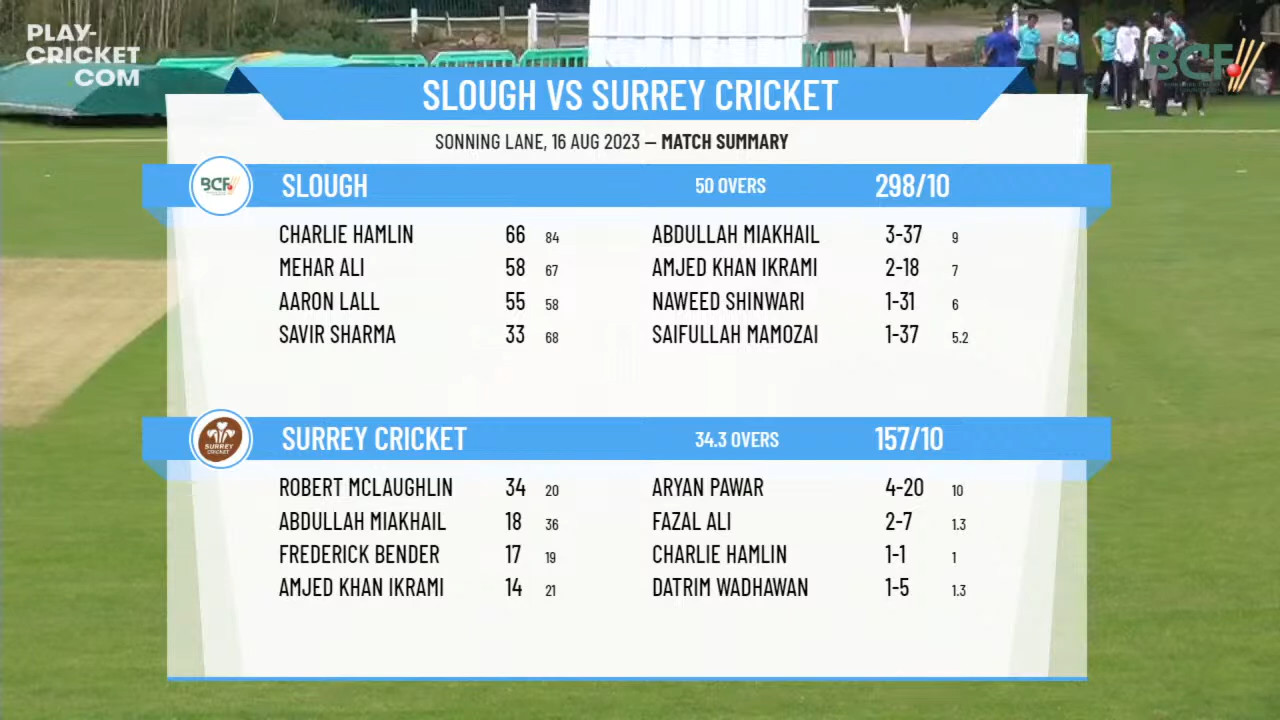 PLAY-
CRICKET
COM
BCF
SLOUGH VS SURREY CRICKET
SONNING LANE, 16 AUG 2023 – MATCH SUMMARY
BCF
SLOUGH 50 OVERS 298/10
CHARLIE HAMLIN 66 84 ABDULLAH MIAKHAIL 3-37 9
MEHAR ALI 58 67 AMJED KHAN IKRAMI 2-18 7
AARON LALL 55 58 NAWEED SHINWARI 1-31 6
SAVIR SHARMA 33 68 SAIFULLAH MAMOZAI 1-37 5.2
SURREY
CRICKET
SURREY CRICKET 34.3 OVERS 157/10
ROBERT MCLAUGHLIN 34 20 ARYAN PAWAR 4-20 10
ABDULLAH MIAKHAIL 18 36 FAZAL ALI 2-7 1.3
FREDERICK BENDER 17 19 CHARLIE HAMLIN 1-1 1
AMJED KHAN IKRAMI 14 21 DATRIM WADHAWAN 1-5 1.3